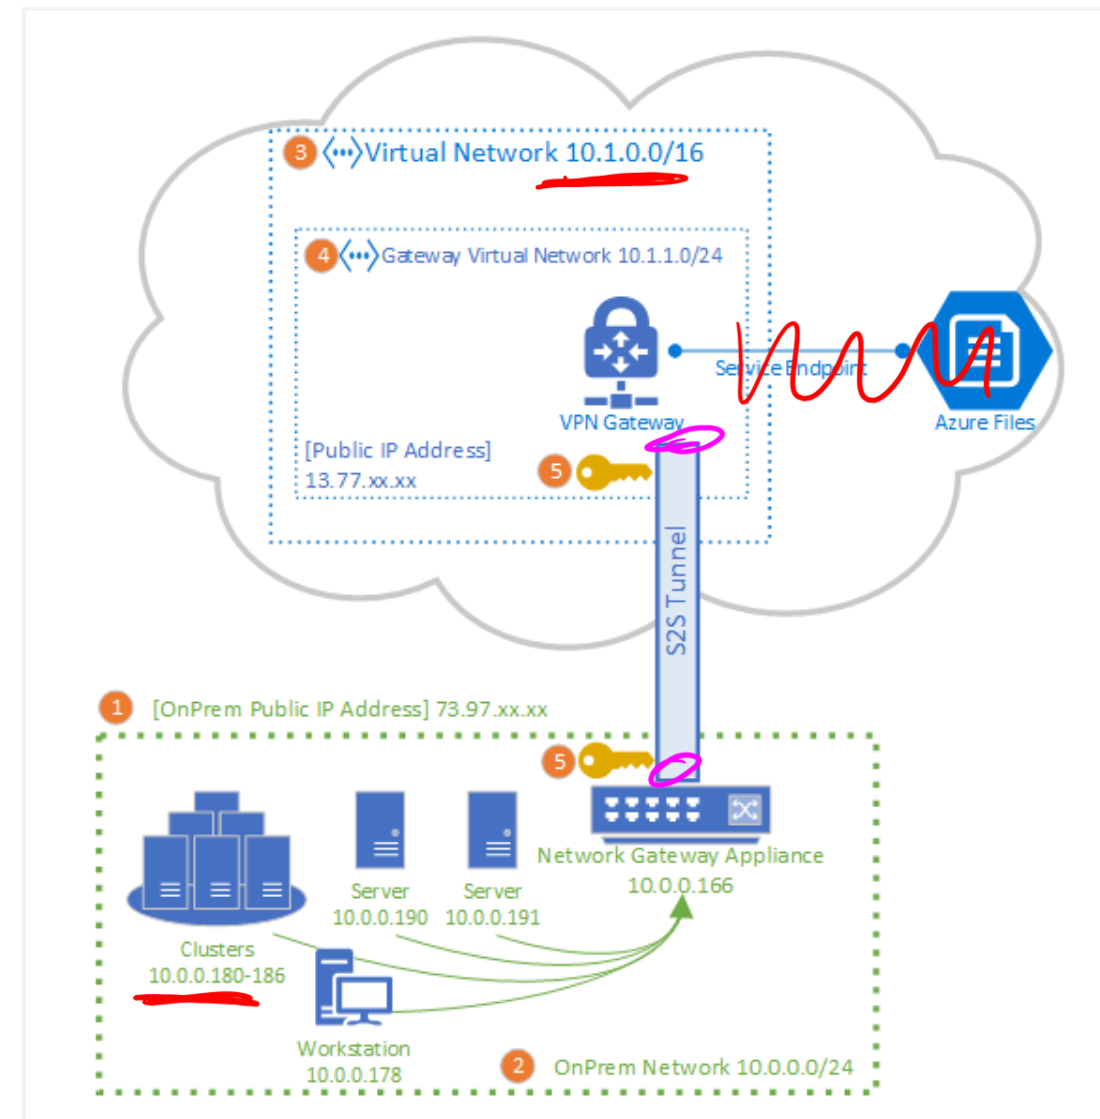 3
Virtual Network 10.1.0.0/16
4
Gateway Virtual Network 10.1.1.0/24
Service Endpoint
VPN Gateway
Azure Files
[Public IP Address]
13.77.xx.xx
5
S2S Tunnel
1
[OnPrem Public IP Address] 73.97.xx.xx
5
Network Gateway Appliance
10.0.0.166
Server
10.0.0.190
Server
10.0.0.191
Clusters
10.0.0.180-186
Workstation
10.0.0.178
2
OnPrem Network 10.0.0.0/24